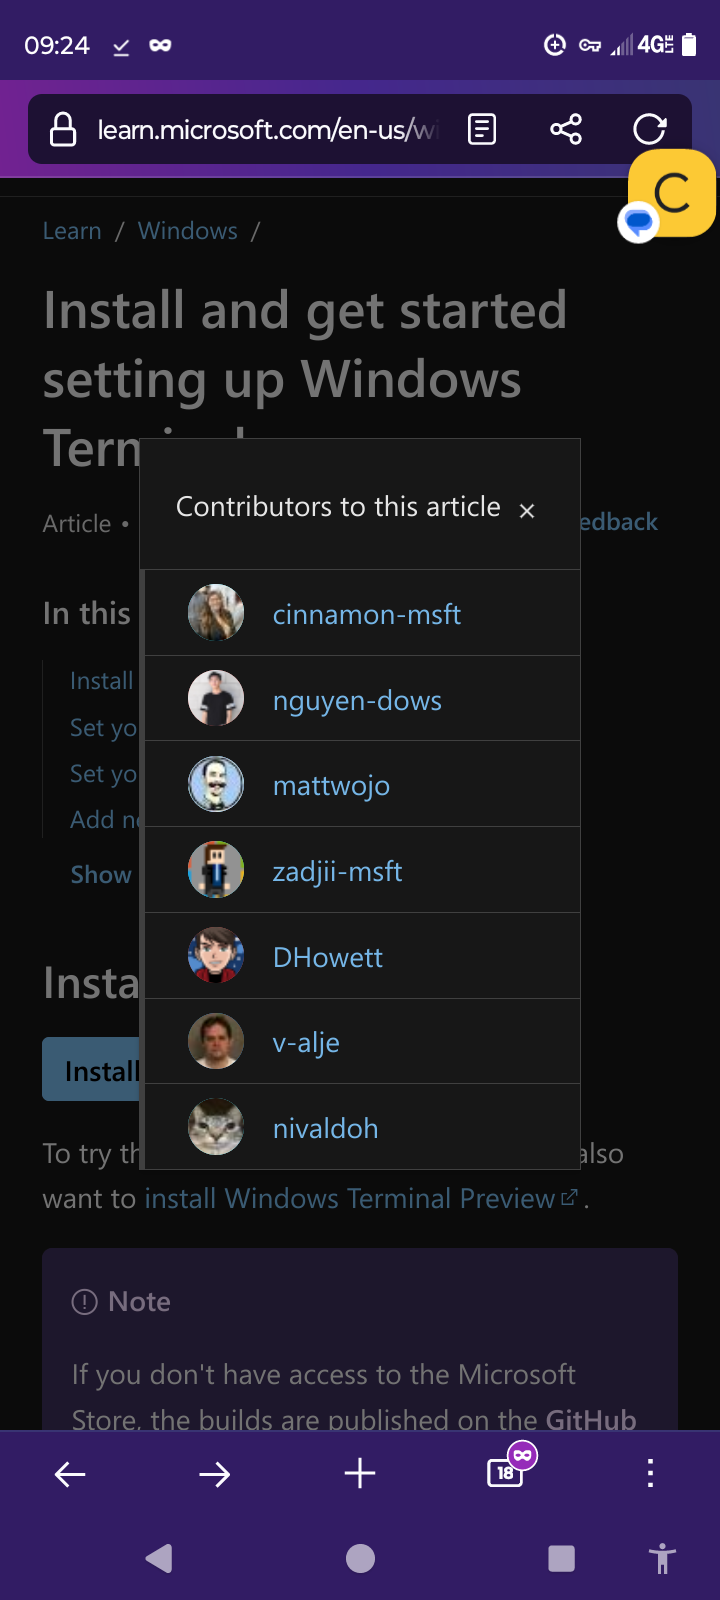 09:24
4G LTE
learn.microsoft.com/en-us/wi
C
Learn / Windows /
Install and get started
setting up Windows
Terminal
Article •
edback
Contributors to this article ×
In this
cinnamon-msft
Install
nguyen-dows
Set yo
Set yo
mattwojo
Add ne
zadjii-msft
Show
DHowett
Insta
v-alje
Install
nivaldoh
To try th
also
want to install Windows Terminal Preview .
Note
If you don't have access to the Microsoft
Store, the builds are published on the GitHub
18